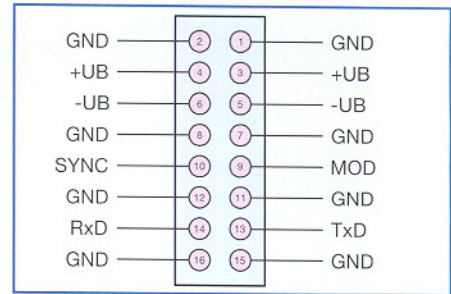 GND 2 1 GND
+UB 4 3 +UB
-UB 6 5 -UB
GND 8 7 GND
SYNC 10 9 MOD
GND 12 11 GND
RxD 14 13 TxD
GND 16 15 GND